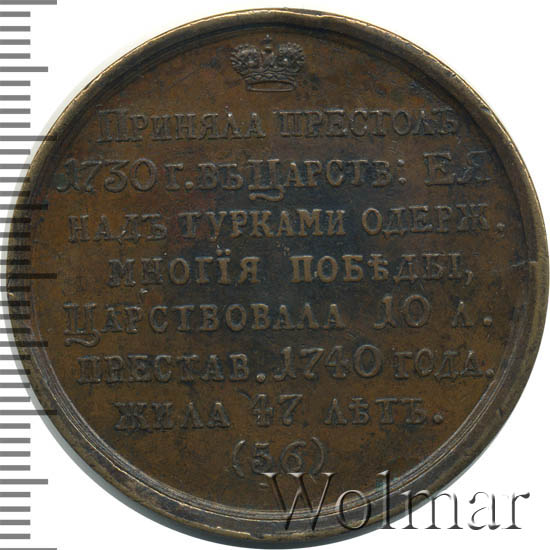 ПРИНЯЛА ПРЕСТОЛЪ
1730 Г. ВЪ ЦАРСТВ: ЕЯ
НАДЪ ТУРКАМИ ОДЕРЖ.
МНОГІЯ ПОБѢДЫ,
ЦАРСТВОВАЛА 10 Л.
ПРЕСТАВ. 1740 ГОДА.
ЖИЛА 47 ЛѢТЪ.
(56)
Wolmar